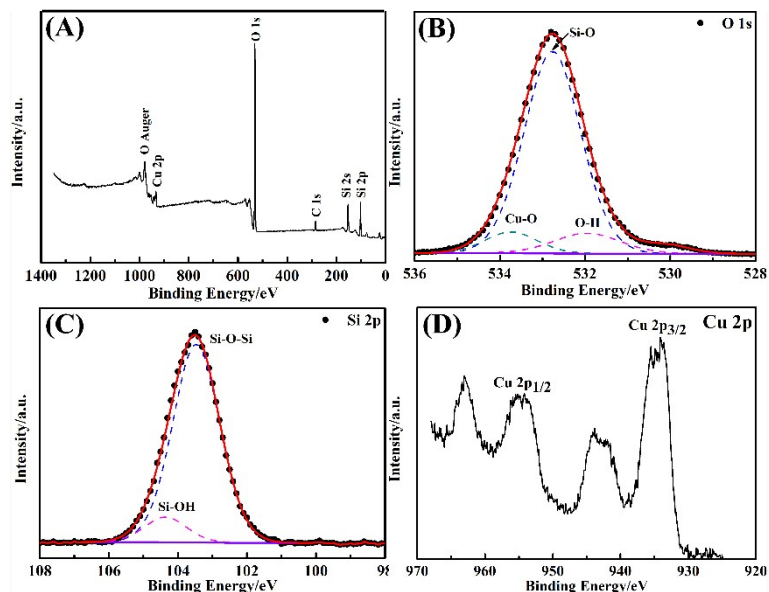 (A)
Intensity/a.u.
O Auger
Cu 2p
O 1s
C 1s
Si 2s
Si 2p
1400 1200 1000 800 600 400 200 0
Binding Energy/eV
(B)
Intensity/a.u.
Si-O
O 1s
Cu-O
O-H
536 534 532 530 528
Binding Energy/eV
(C)
Intensity/a.u.
Si-O-Si
Si 2p
Si-OH
108 106 104 102 100 98
Binding Energy/eV
(D)
Intensity/a.u.
Cu 2p3/2
Cu 2p
Cu 2p1/2
970 960 950 940 930 920
Binding Energy/eV